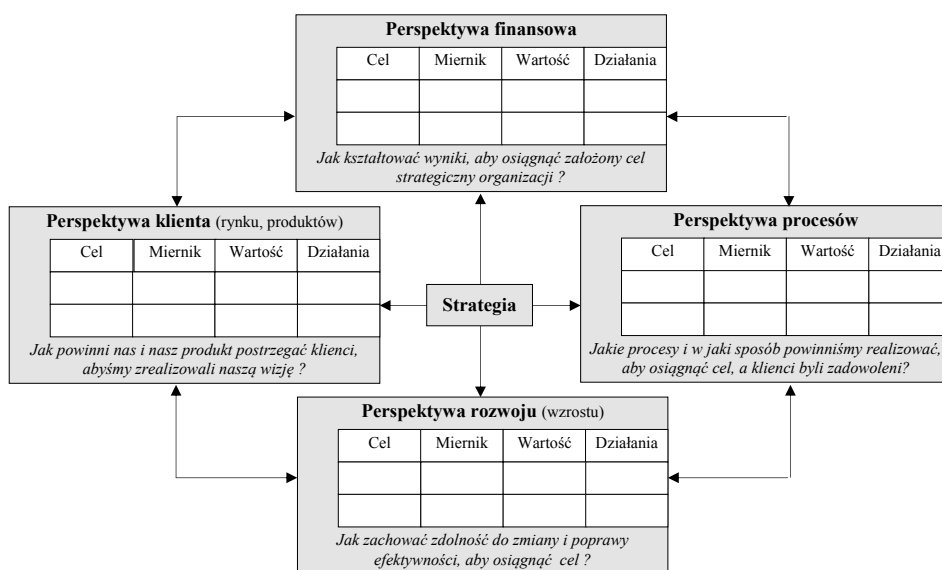 Perspektywa finansowa
Cel Miernik Wartość Działania
Jak kształtować wyniki, aby osiągnąć założony cel
strategiczny organizacji ?
Perspektywa klienta (rynku, produktów)
Cel Miernik Wartość Działania
Jak powinni nas i nasz produkt postrzegać klienci,
abyśmy zrealizowali naszą wizję ?
Strategia
Perspektywa procesów
Cel Miernik Wartość Działania
Jakie procesy i w jaki sposób powinniśmy realizować,
aby osiągnąć cel, a klienci byli zadowoleni?
Perspektywa rozwoju (wzrostu)
Cel Miernik Wartość Działania
Jak zachować zdolność do zmiany i poprawy
efektywności, aby osiągnąć cel ?